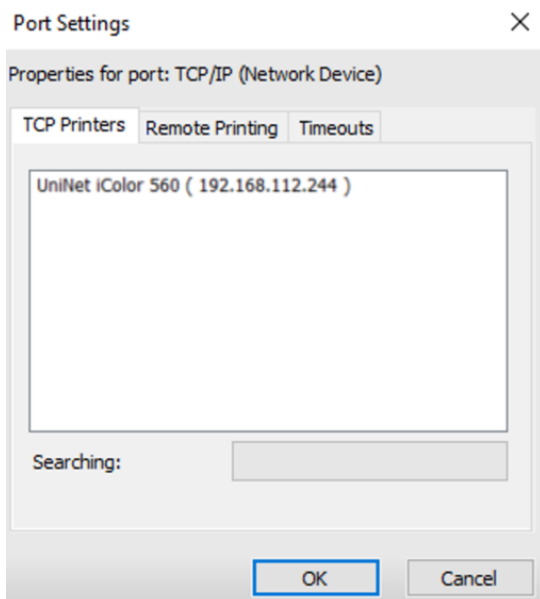 Port Settings
Properties for port: TCP/IP (Network Device)
TCP Printers
Remote Printing
Timeouts
UniNet iColor 560 ( 192.168.112.244 )
Searching:
OK
Cancel